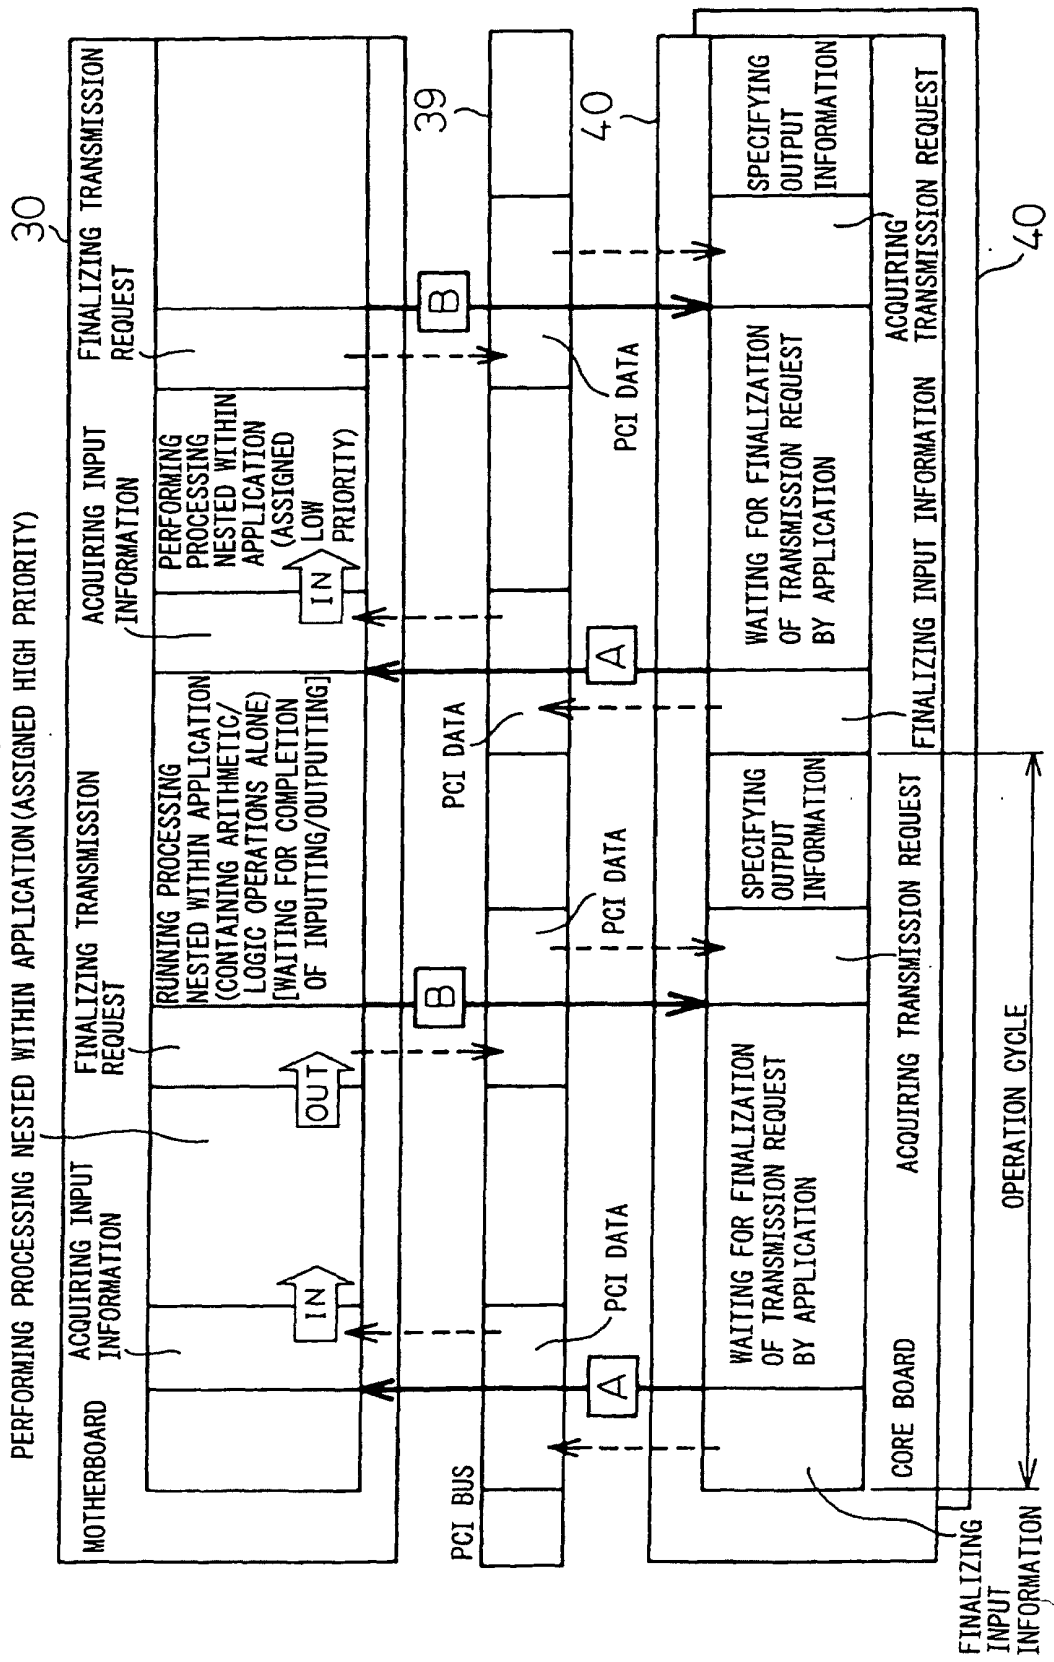 PERFORMING PROCESSING NESTED WITHIN APPLICATION(ASSIGNED HIGH PRIORITY)
30
MOTHERBOARD
ACQUIRING INPUT
INFORMATION
FINALIZING TRANSMISSION
REQUEST
ACQUIRING INPUT
INFORMATION
FINALIZING TRANSMISSION
REQUEST
IN
OUT
RUNNING PROCESSING
NESTED WITHIN APPLICATION
(CONTAINING ARITHMETIC/
LOGIC OPERATIONS ALONE)
[WAITING FOR COMPLETION
OF INPUTTING/OUTPUTTING]
IN
PERFORMING
PROCESSING
NESTED WITHIN
APPLICATION
(ASSIGNED
LOW
PRIORITY)
B
B
39
PCI BUS
PCI DATA
PCI DATA
PCI DATA
PCI DATA
A
A
40
WAITING FOR FINALIZATION
OF TRANSMISSION REQUEST
BY APPLICATION
SPECIFYING
OUTPUT
INFORMATION
WAITING FOR FINALIZATION
OF TRANSMISSION REQUEST
BY APPLICATION
SPECIFYING
OUTPUT
INFORMATION
CORE BOARD
ACQUIRING TRANSMISSION REQUEST
FINALIZING INPUT INFORMATION
ACQUIRING
TRANSMISSION REQUEST
40
FINALIZING
INPUT
INFORMATION
OPERATION CYCLE